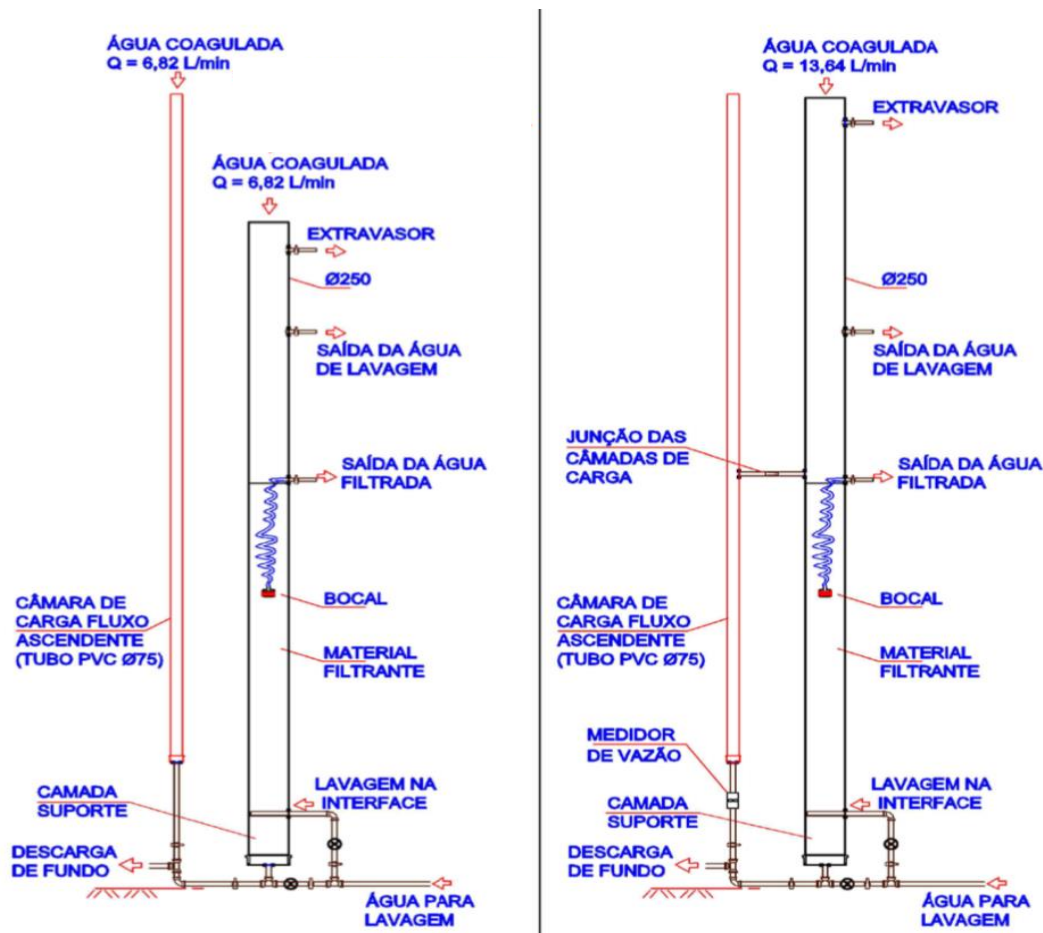 ÁGUA COAGULADA
Q = 6,82 L/min
ÁGUA COAGULADA
Q = 6,82 L/min
EXTRAVASOR
Ø250
SAÍDA DA ÁGUA
DE LAVAGEM
SAÍDA DA ÁGUA
FILTRADA
BOCAL
CÂMARA DE
CARGA FLUXO
ASCENDENTE
(TUBO PVC Ø75)
MATERIAL
FILTRANTE
LAVAGEM NA
INTERFACE
CAMADA
SUPORTE
DESCARGA
DE FUNDO
ÁGUA PARA
LAVAGEM
ÁGUA COAGULADA
Q = 13,64 L/min
EXTRAVASOR
Ø250
SAÍDA DA ÁGUA
DE LAVAGEM
JUNÇÃO DAS
CÂMADAS DE
CARGA
SAÍDA DA ÁGUA
FILTRADA
BOCAL
CÂMARA DE
CARGA FLUXO
ASCENDENTE
(TUBO PVC Ø75)
MATERIAL
FILTRANTE
MEDIDOR
DE VAZÃO
LAVAGEM NA
INTERFACE
CAMADA
SUPORTE
DESCARGA
DE FUNDO
ÁGUA PARA
LAVAGEM